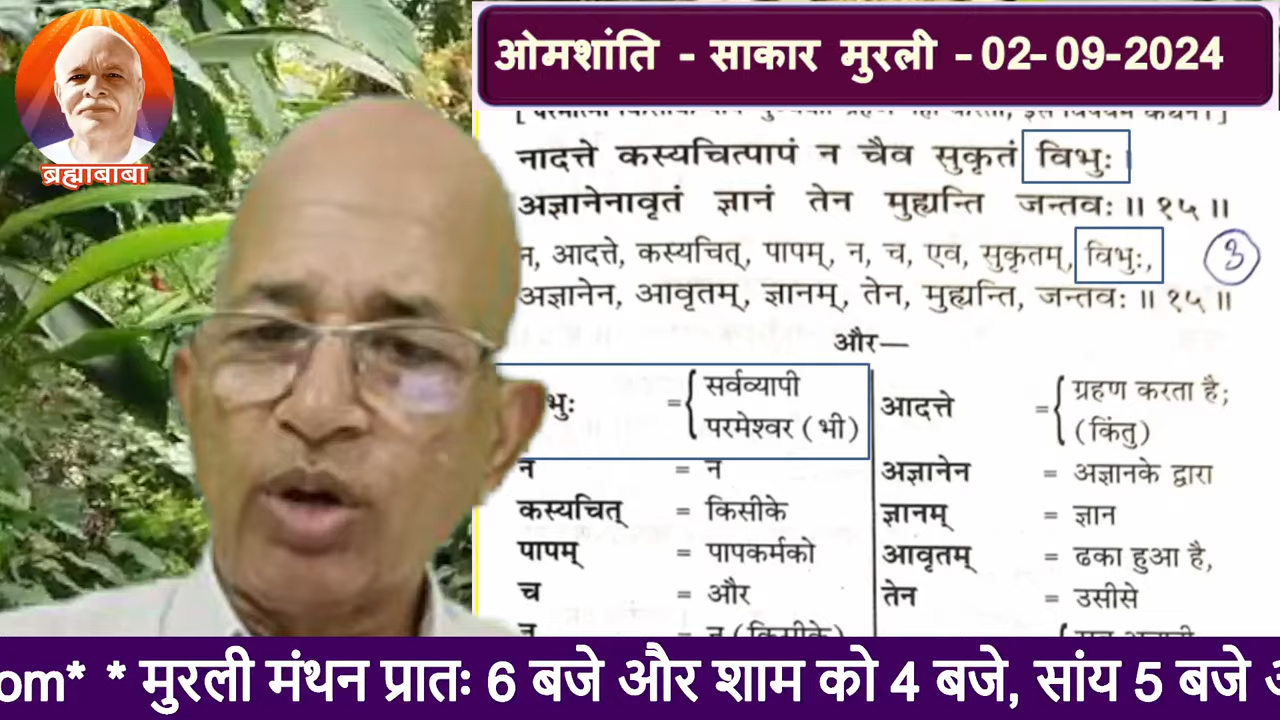 ओमशांति - साकार मुरली - 02- 09-2024
ब्रह्माबाबा
नादत्ते कस्यचित्पापं न चैव सुकृतं विभुः ।
अज्ञानेनावृतं ज्ञानं तेन मुह्यन्ति जन्तवः ॥ १५ ॥
न, आदत्ते, कस्यचित्, पापम्, न, च, एव, सुकृतम्, विभुः, ३
अज्ञानेन, आवृतम्, ज्ञानम्, तेन, मुह्यन्ति, जन्तवः ॥ १५ ॥
और—
भुः = { सर्वव्यापी
परमेश्वर (भी)
न = न
कस्यचित् = किसीके
पापम् = पापकर्मको
च = और
आदत्ते = { ग्रहण करता है;
(किंतु)
अज्ञानेन = अज्ञानके द्वारा
ज्ञानम् = ज्ञान
आवृतम् = ढका हुआ है,
तेन = उसीसे
om* * मुरली मंथन प्रातः 6 बजे और शाम को 4 बजे, सांय 5 बजे